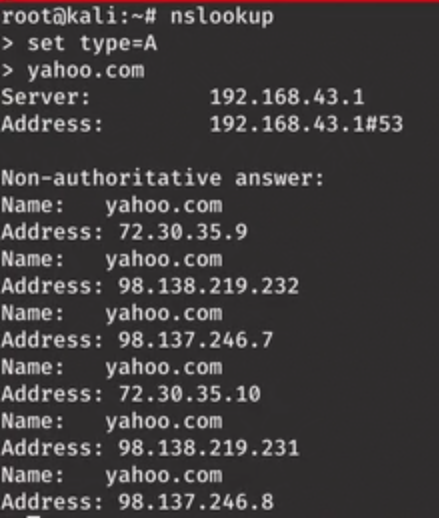 root@kali:~# nslookup
> set type=A
> yahoo.com
Server: 192.168.43.1
Address: 192.168.43.1#53
Non-authoritative answer:
Name: yahoo.com
Address: 72.30.35.9
Name: yahoo.com
Address: 98.138.219.232
Name: yahoo.com
Address: 98.137.246.7
Name: yahoo.com
Address: 72.30.35.10
Name: yahoo.com
Address: 98.138.219.231
Name: yahoo.com
Address: 98.137.246.8